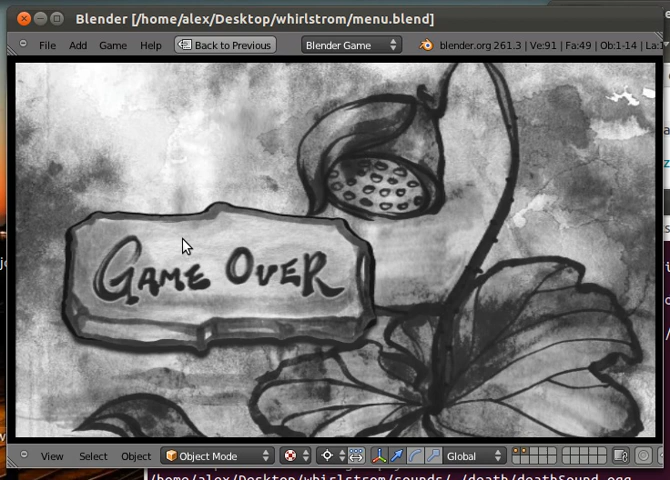 Blender [/home/alex/Desktop/whirlstrom/menu.blend]
File Add Game Help Back to Previous Blender Game blender.org 261.3 | Ve:91 | Fa:49 | Ob:1-14 | La:1
GAME OVER
View Select Object Object Mode Global
/home/alex/Desktop/whirlstrom/sounds/ /death/deathSound.ogg